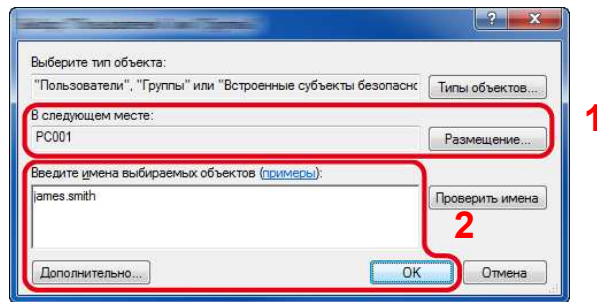 Выберите тип объекта:
"Пользователи", "Группы" или "Встроенные субъекты безопасно
Типы объектов...
В следующем месте:
PC001
Размещение...
1
Введите имена выбираемых объектов (примеры):
james.smith
Проверить имена
2
Дополнительно...
OK
Отмена